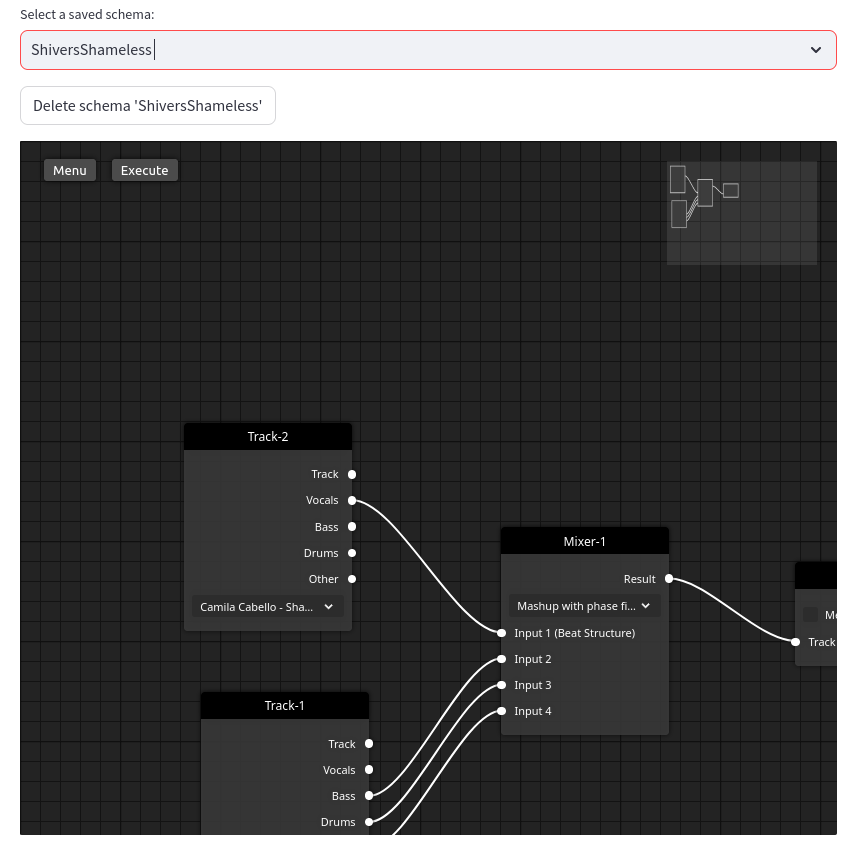 Select a saved schema:
ShiversShameless
Delete schema 'ShiversShameless'
Menu
Execute
Track-2
Track
Vocals
Bass
Drums
Other
Camila Cabello - Sha...
Mixer-1
Result
Mashup with phase fi...
Input 1 (Beat Structure)
Input 2
Input 3
Input 4
Track
Track-1
Track
Vocals
Bass
Drums